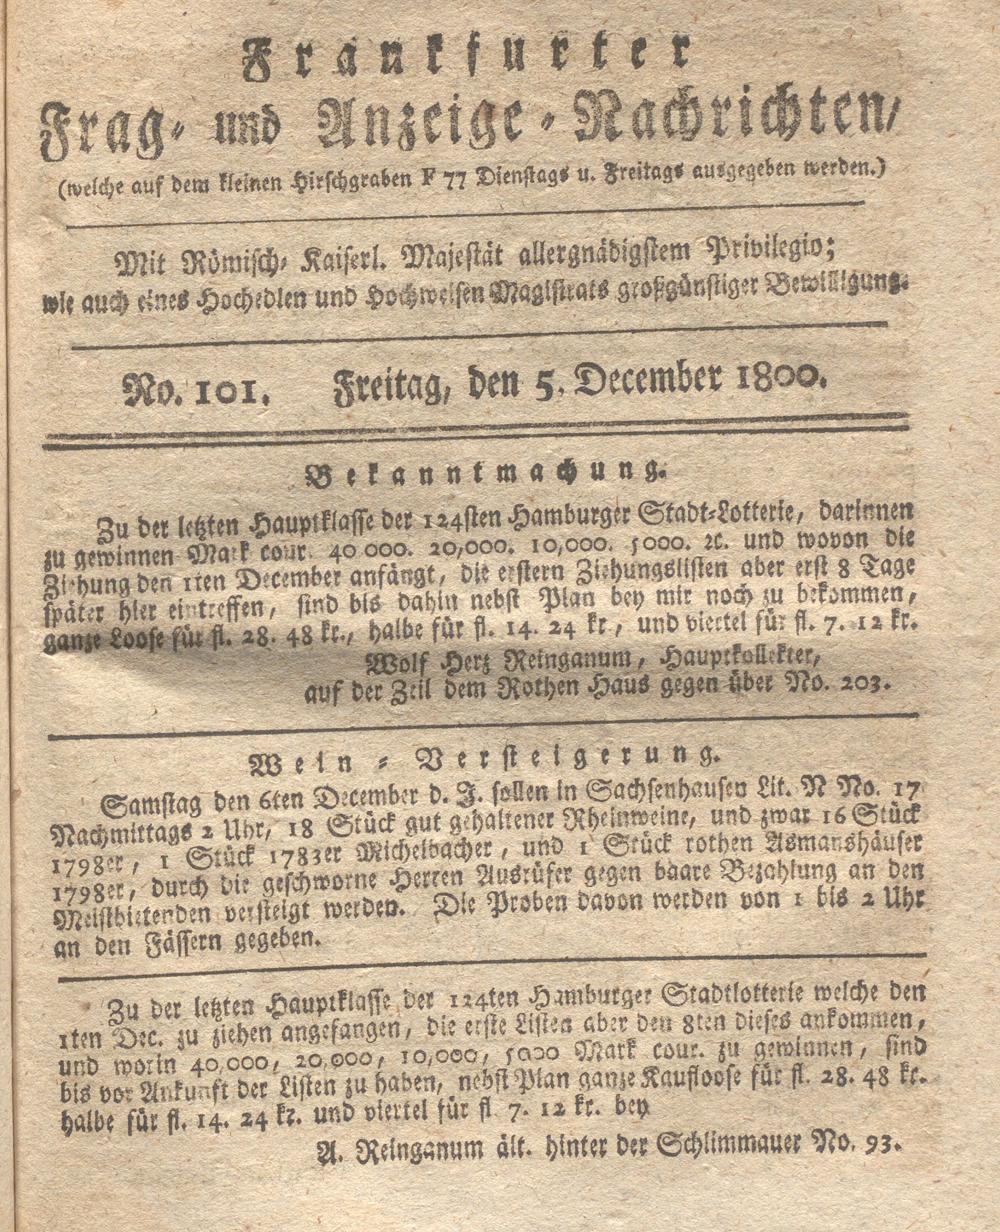 Frankfurter
Frag- und Anzeige-Nachrichten/
(welche auf dem kleinen Hirschgraben F 77 Dienstags u. Freitags ausgegeben werden.)
Mit Römisch- Kaiserl. Majestät allergnädigstem Privilegio;
wie auch eines Hochedlen und Hochweisen Magistrats großgünstiger Bewilligung.
No. 101. Freitag, den 5. December 1800.
Bekanntmachung.
Zu der letzten Hauptklasse der 124sten Hamburger Stadt-Lotterie, darinnen
zu gewinnen Mark cour. 40 000. 20,000. 10,000. 5000. ꝛc. und wovon die
Ziehung den 1ten December anfängt, die erstern Ziehungslisten aber erst 8 Tage
später hier eintreffen, sind bis dahin nebst Plan bey mir noch zu bekommen,
ganze Loose für fl. 28. 48 kr., halbe für fl. 14. 24 kr, und viertel für fl. 7. 12 kr.
Wolf Herz Reinganum, Hauptkollekter,
auf der Zeil dem Rothen Haus gegen über No. 203.
Wein - Versteigerung.
Samstag den 6ten December d. J. sollen in Sachsenhausen Lit. N No. 17
Nachmittags 2 Uhr, 18 Stück gut gehaltener Rheinweine, und zwar 16 Stück
1798er, 1 Stück 1783er Michelbacher, und 1 Stück rothen Asmanshäuser
1798er, durch die geschworne Herren Ausrüfer gegen baare Bezahlung an den
Meistbietenden versteigt werden. Die Proben davon werden von 1 bis 2 Uhr
an den Fässern gegeben.
Zu der letzten Hauptklasse der 124ten Hamburger Stadtlotterie welche den
1ten Dec. zu ziehen angefangen, die erste Listen aber den 8ten dieses ankommen,
und worin 40,000, 20,000, 10,000, 5000 Mark cour. zu gewinnen, sind
bis vor Ankunft der Listen zu haben, nebst Plan ganze Kaufloose für fl. 28. 48 kr.
halbe für fl. 14. 24 kr. und viertel für fl 7. 12 kr. bey
A. Reinganum ält. hinter der Schlimmauer No. 93.